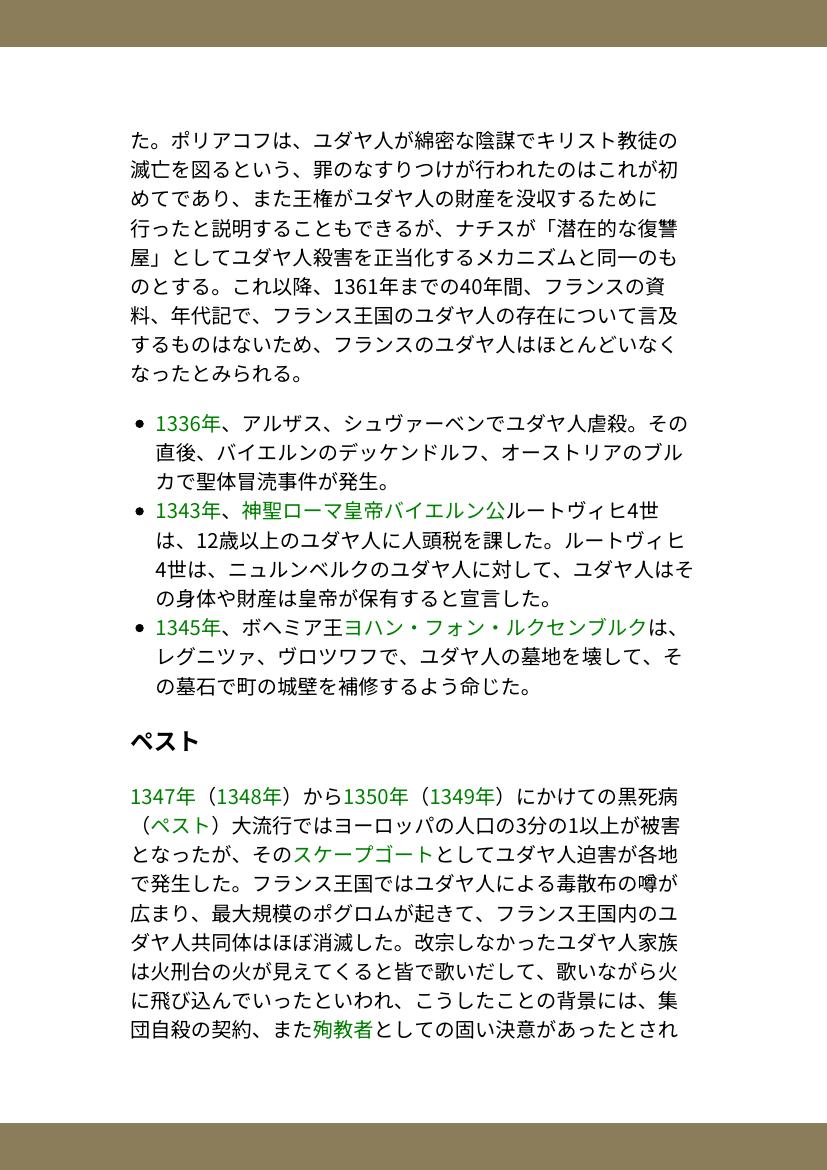 た。ポリアコフは、ユダヤ人が綿密な陰謀でキリスト教徒の
滅亡を図るという、罪のなすりつけが行われたのはこれが初
めてであり、また王権がユダヤ人の財産を没収するために
行ったと説明することもできるが、ナチスが「潜在的な復讐
屋」としてユダヤ人殺害を正当化するメカニズムと同一のも
のとする。これ以降、1361年までの40年間、フランスの資
料、年代記で、フランス王国のユダヤ人の存在について言及
するものはないため、フランスのユダヤ人はほとんどいなく
なったとみられる。
• 1336年、アルザス、シュヴァーベンでユダヤ人虐殺。その
直後、バイエルンのデッケンドルフ、オーストリアのブル
カで聖体冒涜事件が発生。
• 1343年、神聖ローマ皇帝バイエルン公ルートヴィヒ4世
は、12歳以上のユダヤ人に人頭税を課した。ルートヴィヒ
4世は、ニュルンベルクのユダヤ人に対して、ユダヤ人はそ
の身体や財産は皇帝が保有すると宣言した。
• 1345年、ボヘミア王ヨハン・フォン・ルクセンブルクは、
レグニツァ、ヴロツワフで、ユダヤ人の墓地を壊して、そ
の墓石で町の城壁を補修するよう命じた。
ペスト
1347年（1348年）から1350年（1349年）にかけての黒死病
（ペスト）大流行ではヨーロッパの人口の3分の1以上が被害
となったが、そのスケープゴートとしてユダヤ人迫害が各地
で発生した。フランス王国ではユダヤ人による毒散布の噂が
広まり、最大規模のポグロムが起きて、フランス王国内のユ
ダヤ人共同体はほぼ消滅した。改宗しなかったユダヤ人家族
は火刑台の火が見えてくると皆で歌いだして、歌いながら火
に飛び込んでいったといわれ、こうしたことの背景には、集
団自殺の契約、また殉教者としての固い決意があったとされ